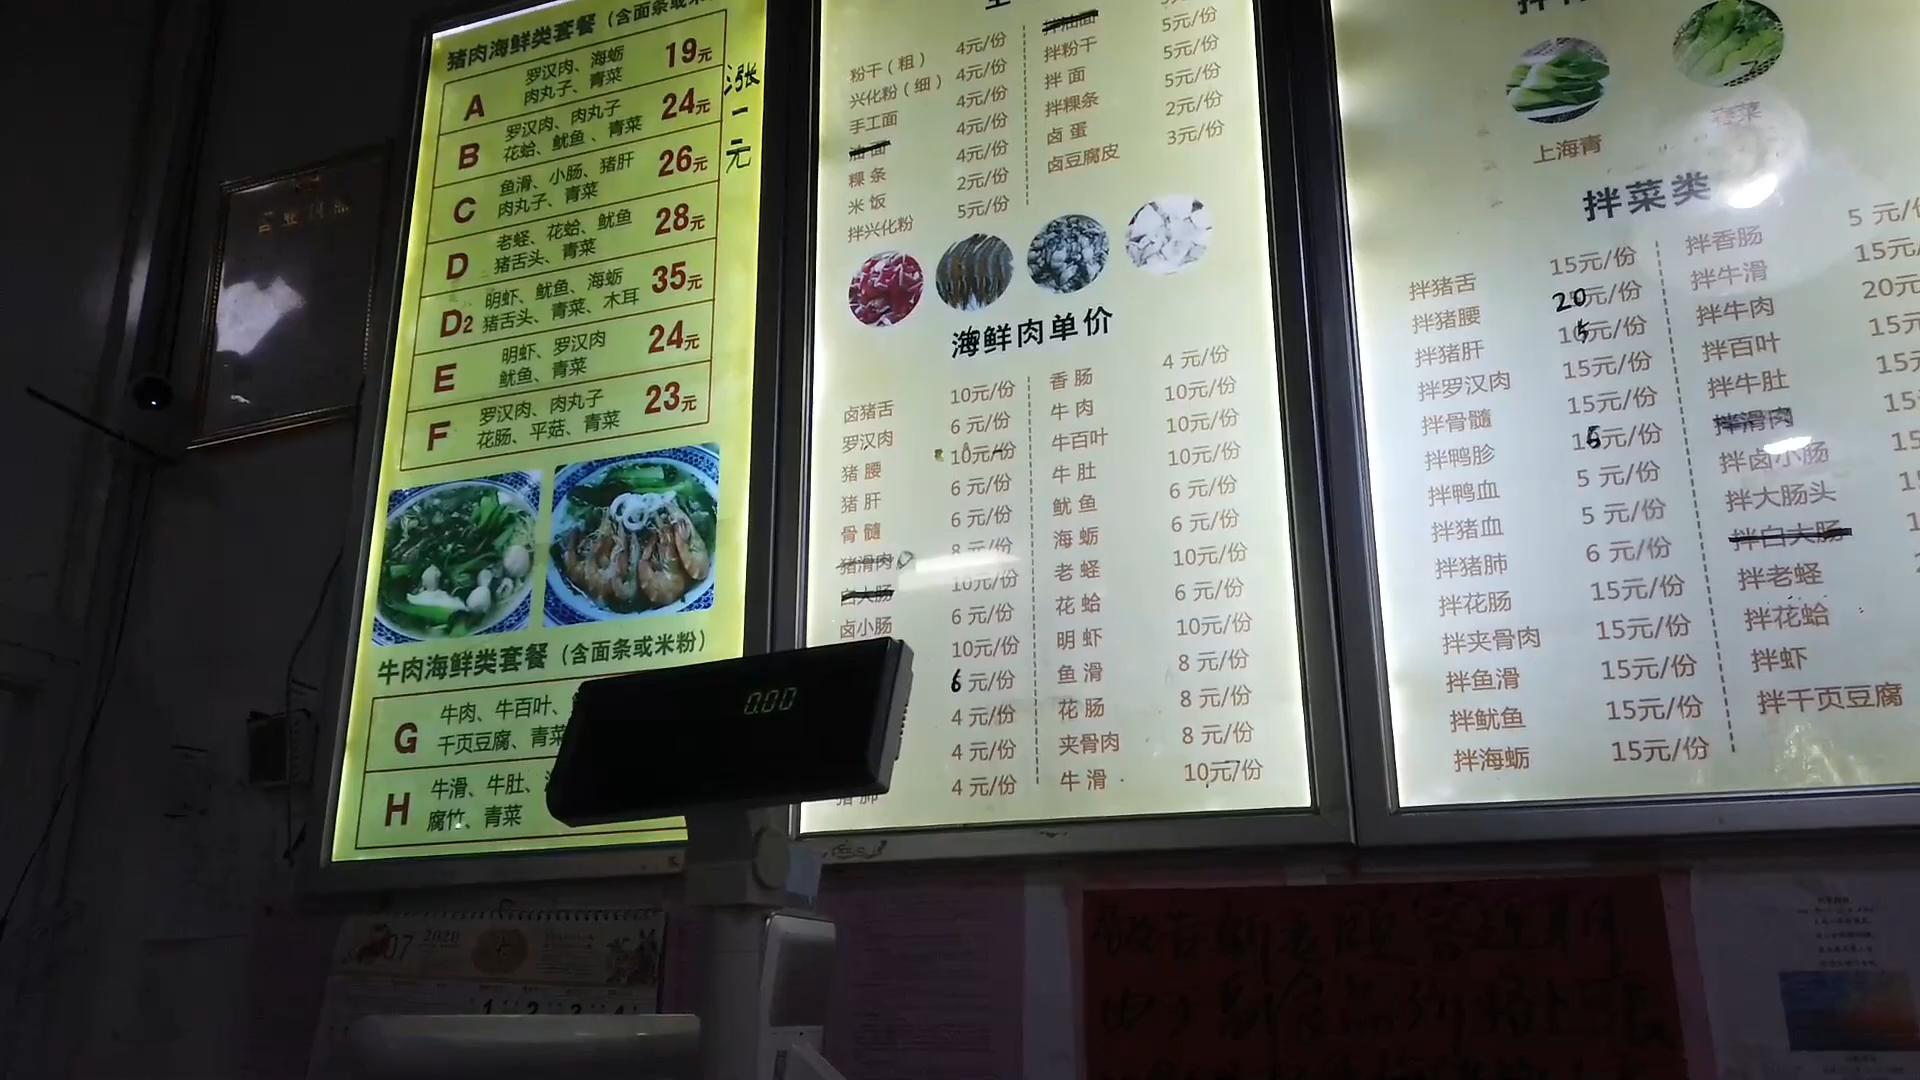 猪肉海鲜类套餐（含面条或米
A
罗汉肉、海蛎
肉丸子、青菜
19元
B
罗汉肉、肉丸子
花蛤、鱿鱼、青菜
24元
C
鱼滑、小肠、猪肝
肉丸子、青菜
26元
D
老蛏、花蛤、鱿鱼
猪舌头、青菜
28元
D2
明虾、鱿鱼、海蛎
猪舌头、青菜、木耳
35元
E
明虾、罗汉肉
鱿鱼、青菜
24元
F
罗汉肉、肉丸子
花肠、平菇、青菜
23元
涨一元
牛肉海鲜类套餐（含面条或米粉）
G
牛肉、牛百叶、
千页豆腐、青菜
H
牛滑、牛肚、
腐竹、青菜
0.00
粉干（粗） 4元/份
兴化粉（细） 4元/份
手工面 4元/份
油面 4元/份
粿条 4元/份
米饭 2元/份
拌兴化粉 5元/份
拌油面 5元/份
拌粉干 5元/份
拌面 5元/份
拌粿条 5元/份
卤蛋 2元/份
卤豆腐皮 3元/份
海鲜肉单价
卤猪舌 10元/份
罗汉肉 6元/份
猪腰 10元/份
猪肝 6元/份
骨髓 6元/份
猪滑肉 8元/份
白大肠 10元/份
卤小肠 6元/份
10元/份
6元/份
4元/份
4元/份
猪肺 4元/份
香肠 4元/份
牛肉 10元/份
牛百叶 10元/份
牛肚 10元/份
鱿鱼 6元/份
海蛎 6元/份
老蛏 10元/份
花蛤 6元/份
明虾 10元/份
鱼滑 8元/份
花肠 8元/份
夹骨肉 8元/份
牛滑 10元/份
上海青
拌菜类
拌猪舌 15元/份
拌猪腰 20元/份
拌猪肝 15元/份
拌罗汉肉 15元/份
拌骨髓 15元/份
拌鸭胗 15元/份
拌鸭血 5元/份
拌猪血 5元/份
拌猪肺 6元/份
拌花肠 15元/份
拌夹骨肉 15元/份
拌鱼滑 15元/份
拌鱿鱼 15元/份
拌海蛎 15元/份
拌香肠 5元/份
拌牛滑 15元/
拌牛肉 20元
拌百叶 15元
拌牛肚 15元
拌滑肉 15
拌卤小肠 15
拌大肠头
拌白大肠
拌老蛏
拌花蛤
拌虾
拌千页豆腐
07 2020
1 2 3 4